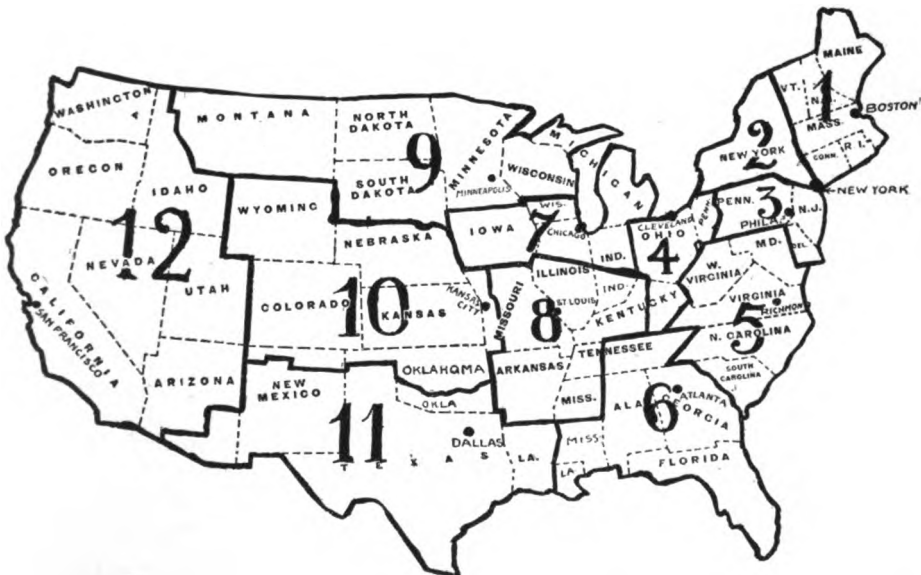 MAINE
WASHINGTON
MONTANA
NORTH
DAKOTA
VT.
N.H.
1
BOSTON
MASS.
CONN.
R.I.
MINNESOTA
9
MICHIGAN
2
NEW YORK
OREGON
IDAHO
SOUTH
DAKOTA
MINNEAPOLIS
WISCONSIN
NEW YORK
WYOMING
WIS.
7
IOWA
CHICAGO
CLEVELAND
OHIO
PENN.
PENN.
3
N.J.
PHILA.
NEBRASKA
IND.
4
MD.
DEL.
12
NEVADA
UTAH
CALIFORNIA
SAN FRANCISCO
COLORADO
10
KANSAS
KANSAS
CITY
MISSOURI
ILLINOIS
IND.
ST LOUIS
8
KENTUCKY
W.
VIRGINIA
VIRGINIA
RICHMOND
5
N. CAROLINA
TENNESSEE
SOUTH
CAROLINA
ARIZONA
NEW
MEXICO
OKLAHOMA
OKLA
ARKANSAS
MISS.
ALA
6
ATLANTA
GEORGIA
11
DALLAS
TEXAS
LA.
MISS
LA.
FLORIDA